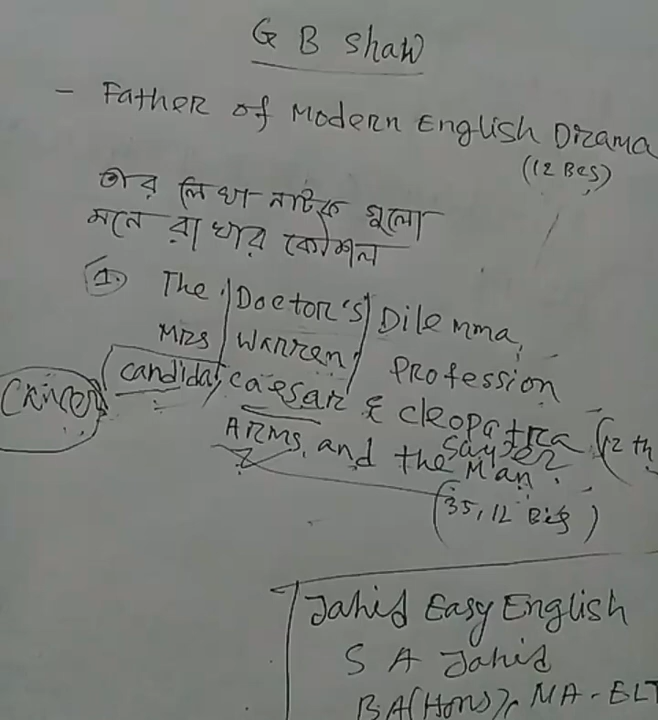 G B Shaw
- Father of Modern English Drama
(12 Bcs)
তার লিখা নাটক গুলো
মনে রাখার কৌশল
1. The Doctor's Dilemma,
Mrs Warren, Profession
candida, caesar & cleopatra (12 th
Arms, and the Man.
(35, 12 Bcs)
Jahid Easy English
S A Jahid
BA(Hons), MA - ELT